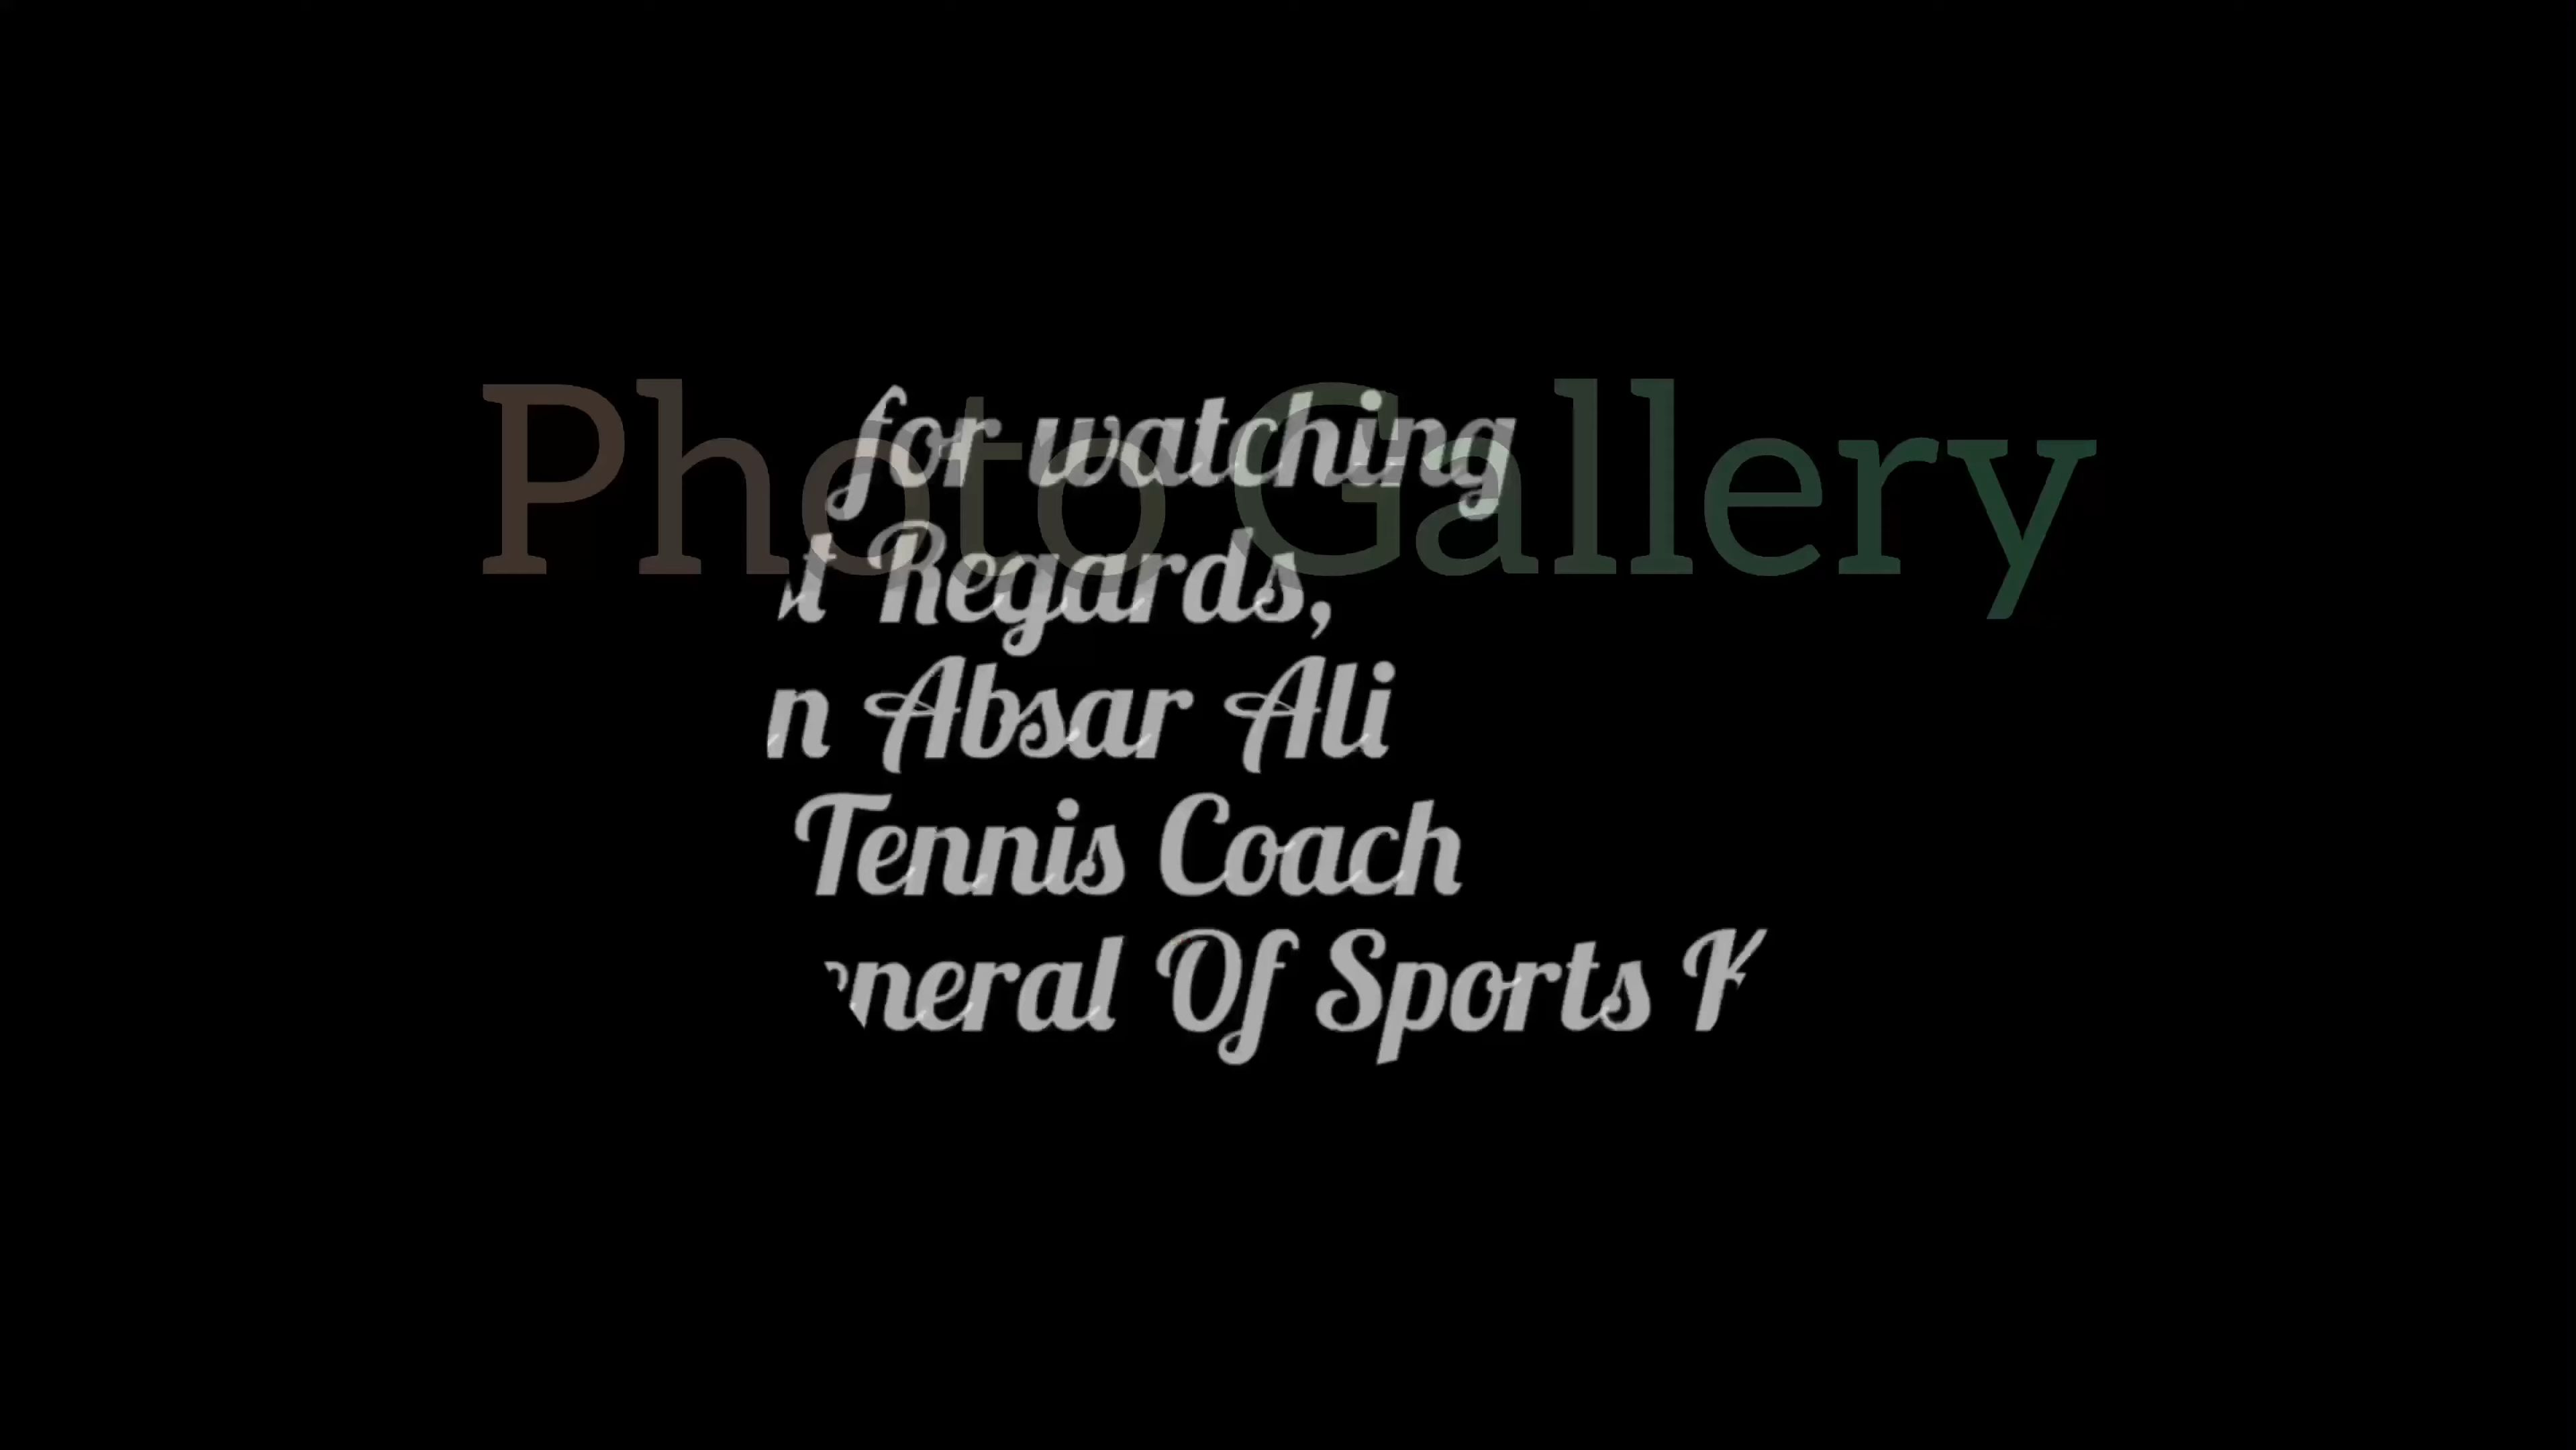 Photo Gallery
for watching
t Regards,
n Absar Ali
Tennis Coach
neral Of Sports K